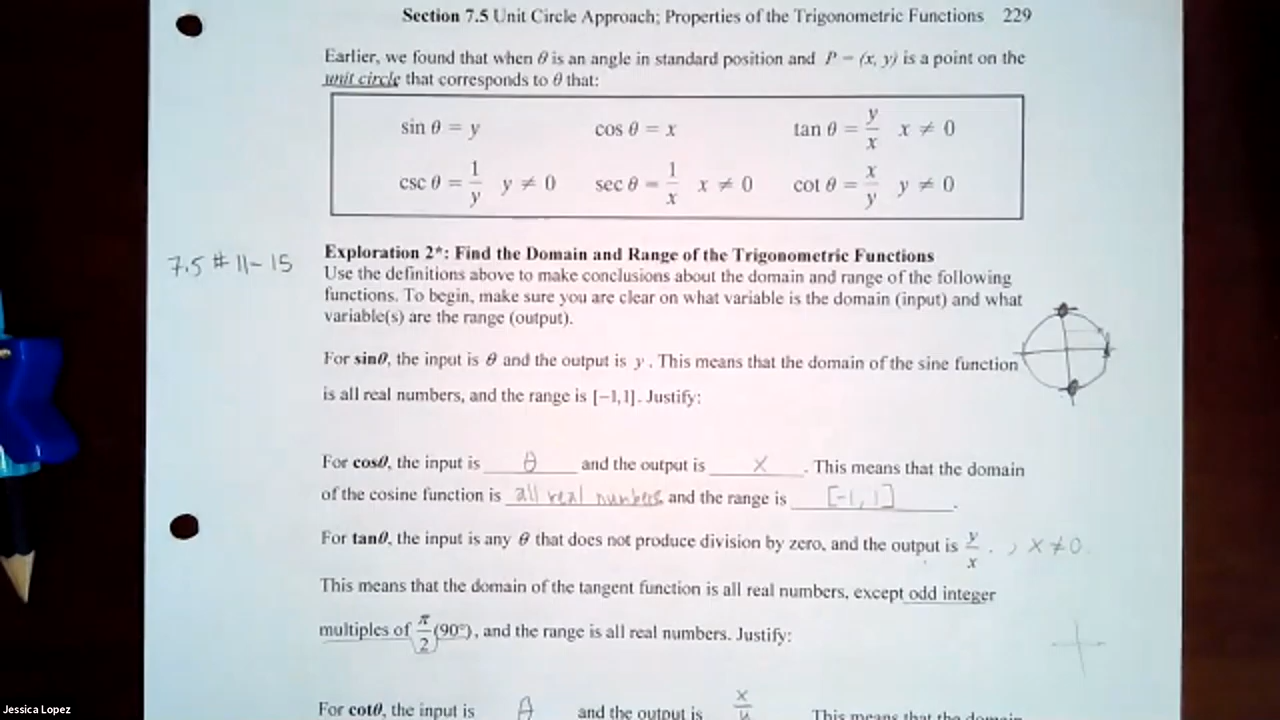 Section 7.5 Unit Circle Approach; Properties of the Trigonometric Functions 229
Earlier, we found that when θ is an angle in standard position and P = (x, y) is a point on the
unit circle that corresponds to θ that:
sin θ = y cos θ = x tan θ = y/x x ≠ 0
csc θ = 1/y y ≠ 0 sec θ = 1/x x ≠ 0 cot θ = x/y y ≠ 0
7.5 # 11-15
Exploration 2*: Find the Domain and Range of the Trigonometric Functions
Use the definitions above to make conclusions about the domain and range of the following
functions. To begin, make sure you are clear on what variable is the domain (input) and what
variable(s) are the range (output).
For sinθ, the input is θ and the output is y. This means that the domain of the sine function
is all real numbers, and the range is [−1,1]. Justify:
For cosθ, the input is θ and the output is x. This means that the domain
of the cosine function is all real numbers and the range is [-1, 1].
For tanθ, the input is any θ that does not produce division by zero, and the output is y/x. , x≠0
This means that the domain of the tangent function is all real numbers, except odd integer
multiples of π/2 (90°), and the range is all real numbers. Justify:
For cotθ, the input is θ and the output is x/y This means that the domain
Jessica Lopez